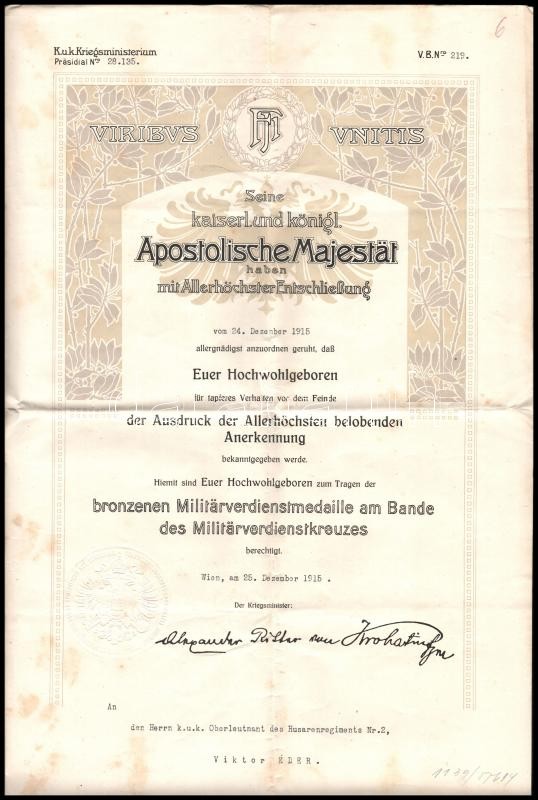 6
K.u.k. Kriegsministerium
Präsidial Nro 28.135.
V.B.Nro 219.
VIRIBVS VNITIS
FJI
Seine
kaiserl. und königl.
Apostolische Majestät
haben
mit Allerhöchster Entschließung
vom 24. Dezember 1915
allergnädigst anzuordnen geruht, daß
Euer Hochwohlgeboren
für tapferes Verhalten vor dem Feinde
der Ausdruck der Allerhöchsten belobenden
Anerkennung
bekanntgegeben werde.
Hiemit sind Euer Hochwohlgeboren zum Tragen der
bronzenen Militärverdienstmedaille am Bande
des Militärverdienstkreuzes
berechtigt.
Wien, am 25. Dezember 1915 .
Der Kriegsminister:
Alexander Ritter von Krobatin
An
den Herrn k.u.k. Oberleutnant des Husarenregiments Nr.2,
Viktor ÉDER.